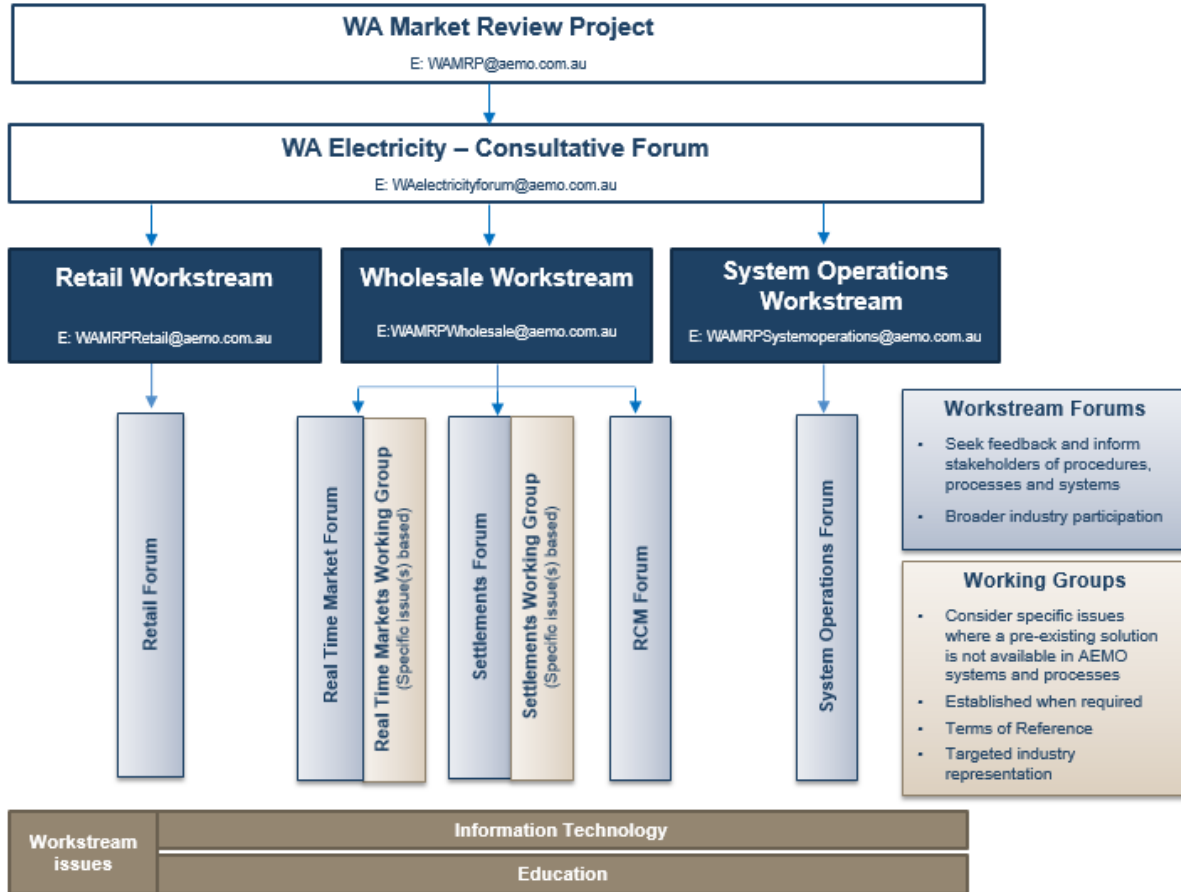 WA Market Review Project
E: WAMRP@aemo.com.au
WA Electricity – Consultative Forum
E: WAelectricityforum@aemo.com.au
Retail Workstream
E: WAMRPRetail@aemo.com.au
Wholesale Workstream
E:WAMRPWholesale@aemo.com.au
System Operations
Workstream
E: WAMRPSystemoperations@aemo.com.au
Retail Forum
Real Time Market Forum
Real Time Markets Working Group
(Specific issue(s) based)
Settlements Forum
Settlements Working Group
(Specific issue(s) based)
RCM Forum
System Operations Forum
Workstream Forums
• Seek feedback and inform
stakeholders of procedures,
processes and systems
• Broader industry participation
Working Groups
• Consider specific issues
where a pre-existing solution
is not available in AEMO
systems and processes
• Established when required
• Terms of Reference
• Targeted industry
representation
Workstream
issues
Information Technology
Education